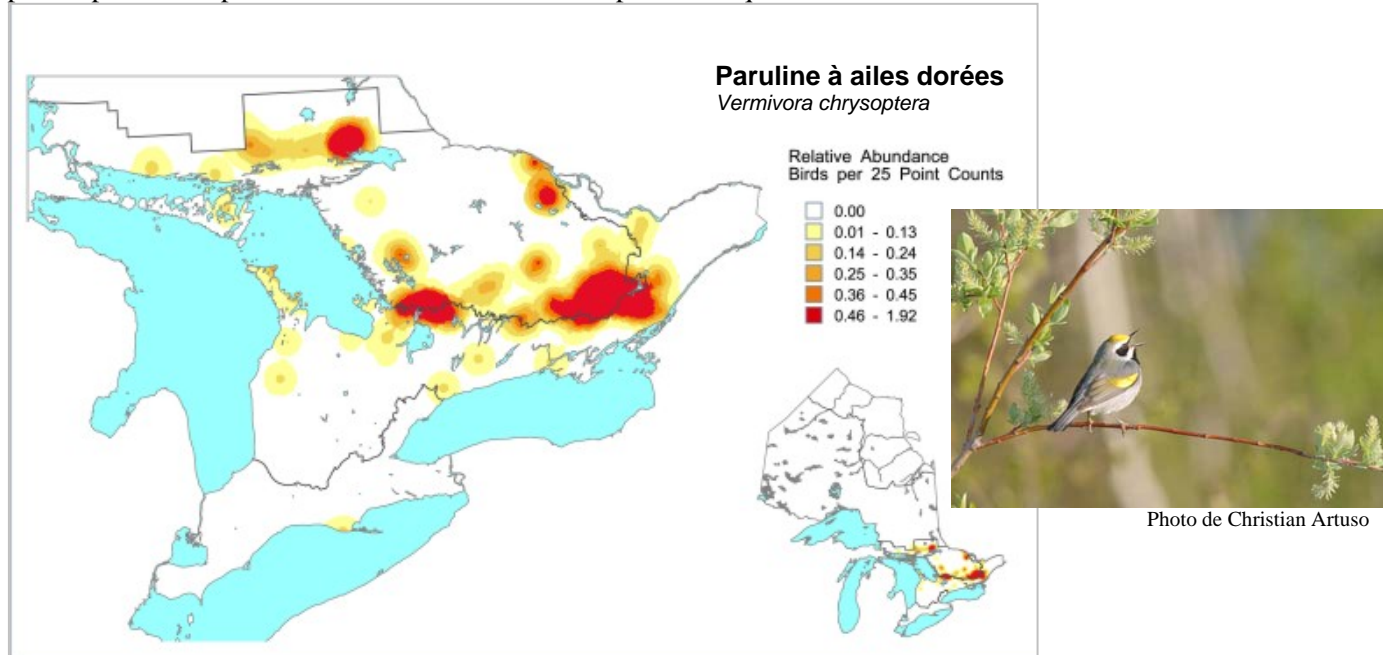 Paruline à ailes dorées
Vermivora chrysoptera
Relative Abundance
Birds per 25 Point Counts
0.00
0.01 - 0.13
0.14 - 0.24
0.25 - 0.35
0.36 - 0.45
0.46 - 1.92
Photo de Christian Artuso